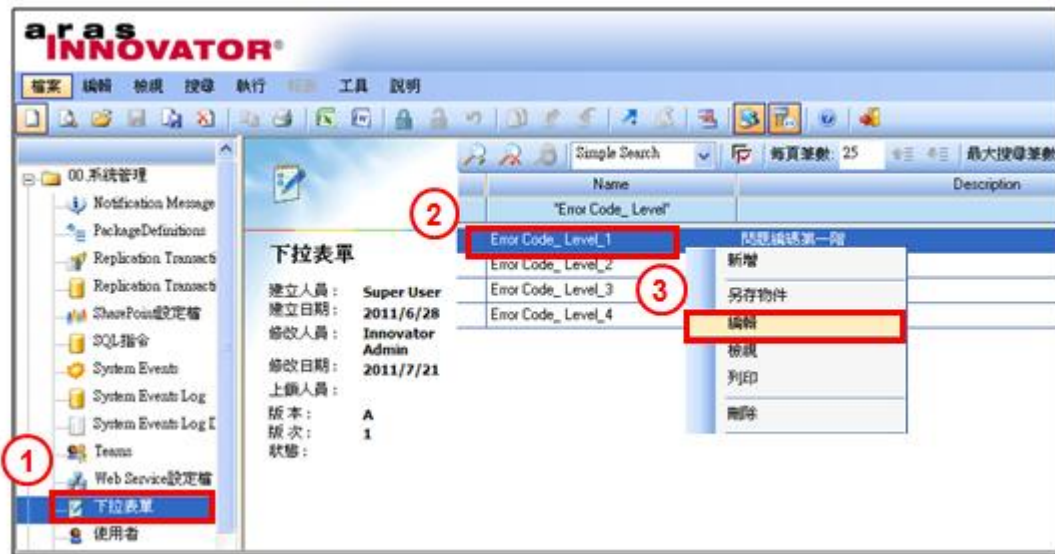 aras
INNOVATOR®
檔案 編輯 檢視 搜尋 執行 工具 說明
Simple Search 每頁筆數: 25 最大搜尋筆數
00.系統管理
Notification Message
PackageDefinitions
Replication Transacti
Replication Transacti
SharePoint設定檔
SQL指令
System Events
System Events Log
System Events Log D
Teams
Web Service設定檔
下拉表單
使用者
1
下拉表單
建立人員: Super User
建立日期: 2011/6/28
修改人員: Innovator Admin
修改日期: 2011/7/21
上鎖人員:
版本: A
版次: 1
狀態:
Name Description
"Error Code_ Level"
2
Error Code_ Level_1 問題編碼第一階
Error Code_ Level_2
Error Code_ Level_3
Error Code_ Level_4
3
新增
另存物件
編輯
檢視
列印
刪除